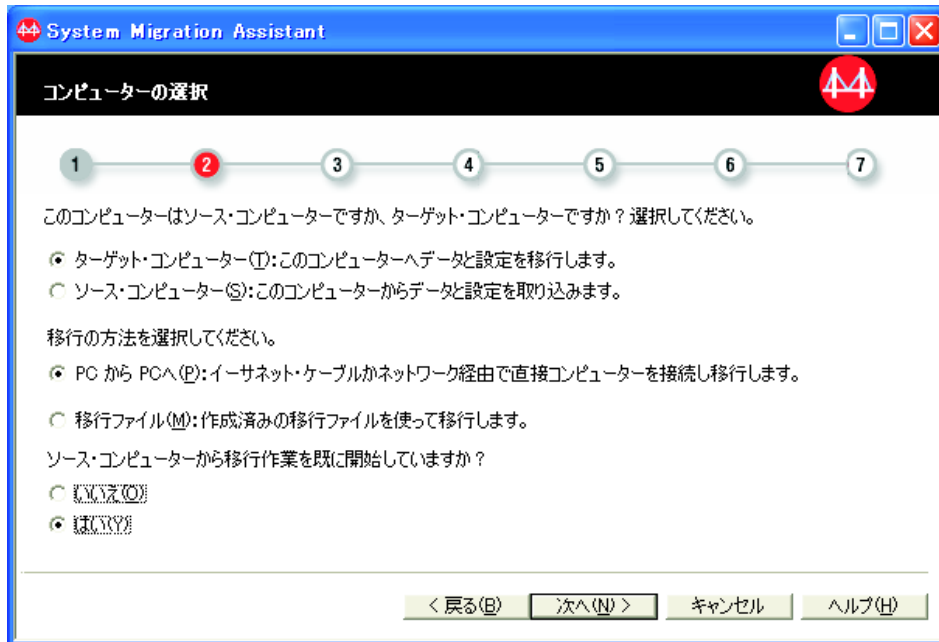 System Migration Assistant
コンピューターの選択
1 2 3 4 5 6 7
このコンピューターはソース・コンピューターですか、ターゲット・コンピューターですか？選択してください。
ターゲット・コンピューター(T):このコンピューターへデータと設定を移行します。
ソース・コンピューター(S):このコンピューターからデータと設定を取り込みます。
移行の方法を選択してください。
PC から PCへ(P):イーサネット・ケーブルかネットワーク経由で直接コンピューターを接続し移行します。
移行ファイル(M):作成済みの移行ファイルを使って移行します。
ソース・コンピューターから移行作業を既に開始していますか？
いいえ(O)
はい(Y)
< 戻る(B) 次へ(N) > キャンセル ヘルプ(H)